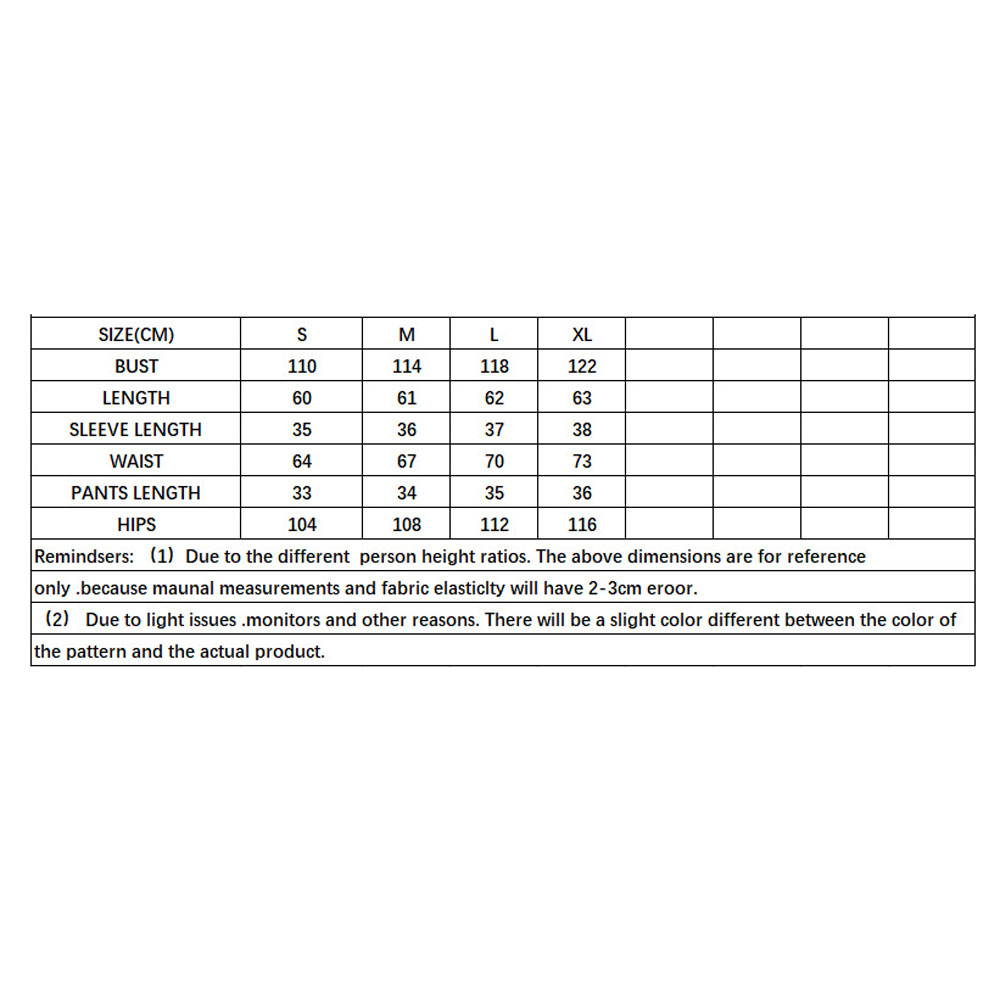 SIZE(CM) S M L XL
BUST 110 114 118 122
LENGTH 60 61 62 63
SLEEVE LENGTH 35 36 37 38
WAIST 64 67 70 73
PANTS LENGTH 33 34 35 36
HIPS 104 108 112 116
Remindsers: （1） Due to the different person height ratios. The above dimensions are for reference
only .because maunal measurements and fabric elasticlty will have 2-3cm eroor.
（2） Due to light issues .monitors and other reasons. There will be a slight color different between the color of
the pattern and the actual product.